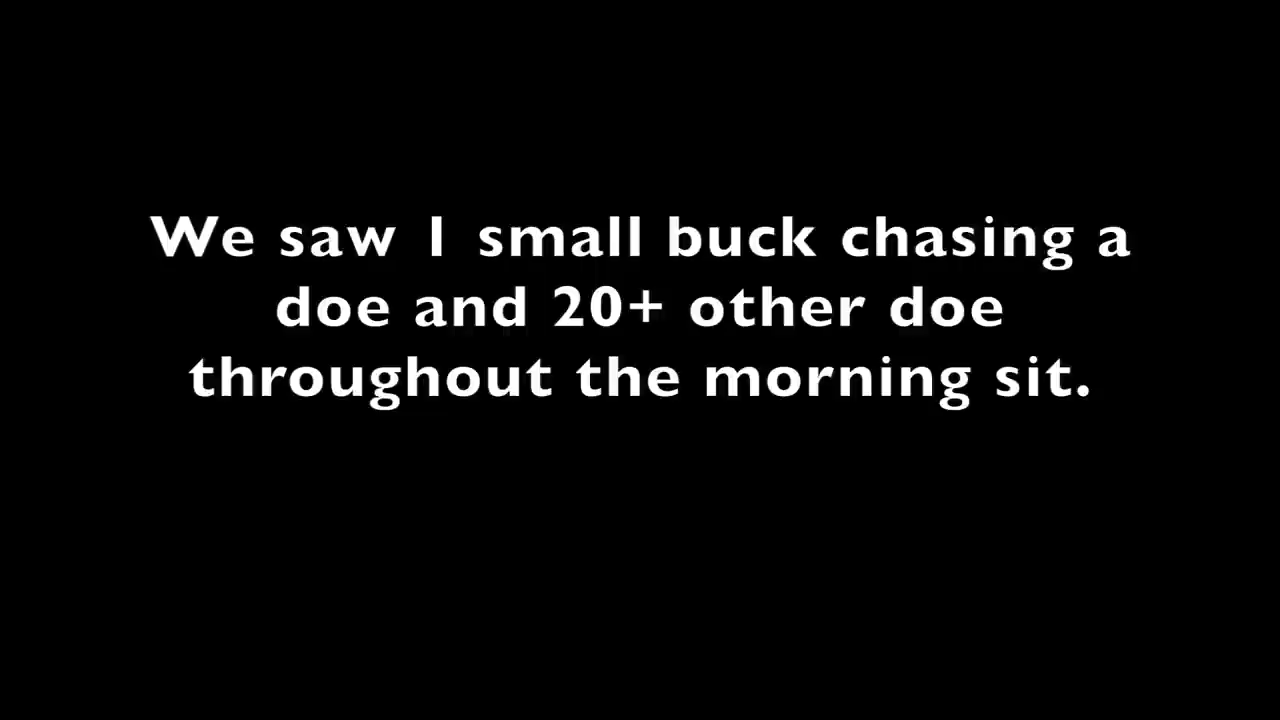 We saw 1 small buck chasing a
doe and 20+ other doe
throughout the morning sit.